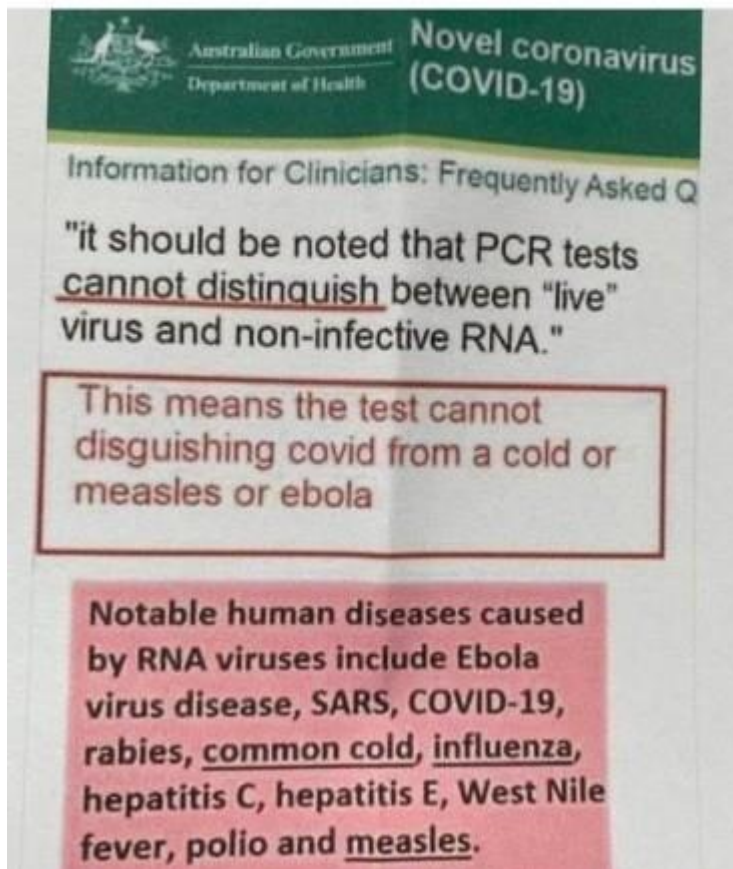 Australian Government
Department of Health
Novel coronavirus
(COVID-19)
Information for Clinicians: Frequently Asked Q
"it should be noted that PCR tests
cannot distinguish between “live”
virus and non-infective RNA."
This means the test cannot
disguishing covid from a cold or
measles or ebola
Notable human diseases caused
by RNA viruses include Ebola
virus disease, SARS, COVID-19,
rabies, common cold, influenza,
hepatitis C, hepatitis E, West Nile
fever, polio and measles.